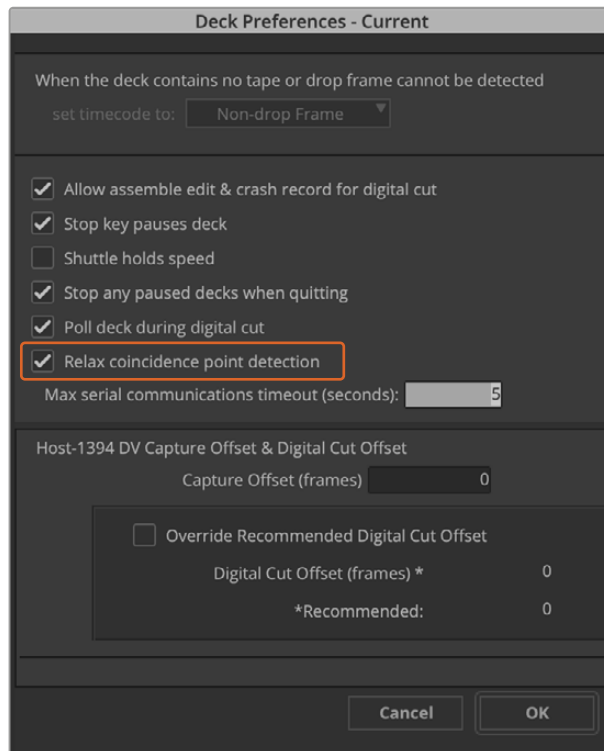 Deck Preferences - Current
When the deck contains no tape or drop frame cannot be detected
set timecode to: Non-drop Frame
Allow assemble edit & crash record for digital cut
Stop key pauses deck
Shuttle holds speed
Stop any paused decks when quitting
Poll deck during digital cut
Relax coincidence point detection
Max serial communications timeout (seconds): 5
Host-1394 DV Capture Offset & Digital Cut Offset
Capture Offset (frames) 0
Override Recommended Digital Cut Offset
Digital Cut Offset (frames) * 0
*Recommended: 0
Cancel OK